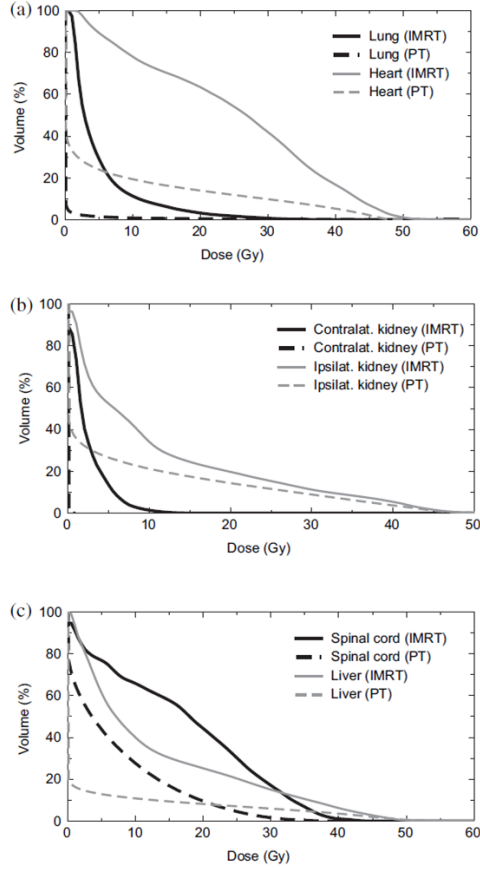 (a)
100
80
60
40
20
0
Volume (%)
Lung (IMRT)
Lung (PT)
Heart (IMRT)
Heart (PT)
0 10 20 30 40 50 60
Dose (Gy)
(b)
100
80
60
40
20
0
Volume (%)
Contralat. kidney (IMRT)
Contralat. kidney (PT)
Ipsilat. kidney (IMRT)
Ipsilat. kidney (PT)
0 10 20 30 40 50
Dose (Gy)
(c)
100
80
60
40
20
0
Volume (%)
Spinal cord (IMRT)
Spinal cord (PT)
Liver (IMRT)
Liver (PT)
0 10 20 30 40 50 60
Dose (Gy)